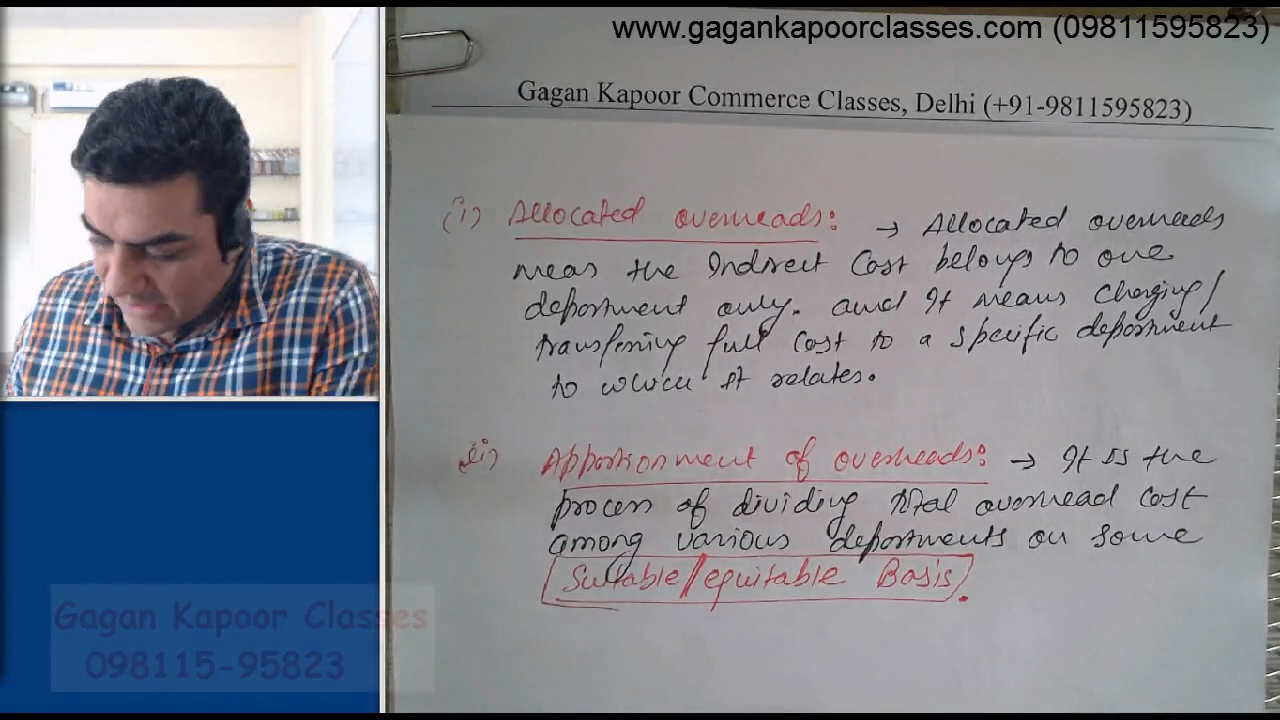 www.gagankapoorclasses.com (09811595823)
Gagan Kapoor Commerce Classes, Delhi (+91-9811595823)
(i) Allocated overheads: → Allocated overheads
meas the Indirect Cost belongs to one
department only. and It means Charging/
transferring full cost to a specific department
to which it relates.
ii) Apportionment of overheads: → It is the
process of dividing total overhead cost
among various departments on some
Suitable/equitable Basis.
Gagan Kapoor Classes
098115-95823